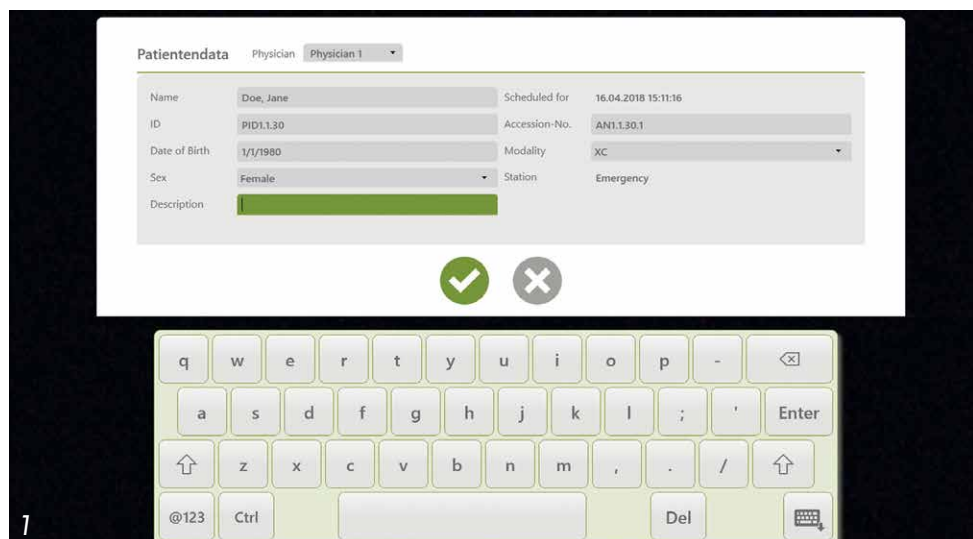 Patientendata Physician Physician 1
Name Doe, Jane Scheduled for 16.04.2018 15:11:16
ID PID1.1.30 Accession-No. AN1.1.30.1
Date of Birth 1/1/1980 Modality XC
Sex Female Station Emergency
Description
q w e r t y u i o p -
a s d f g h j k l ; ' Enter
z x c v b n m , . /
@123 Ctrl Del
1